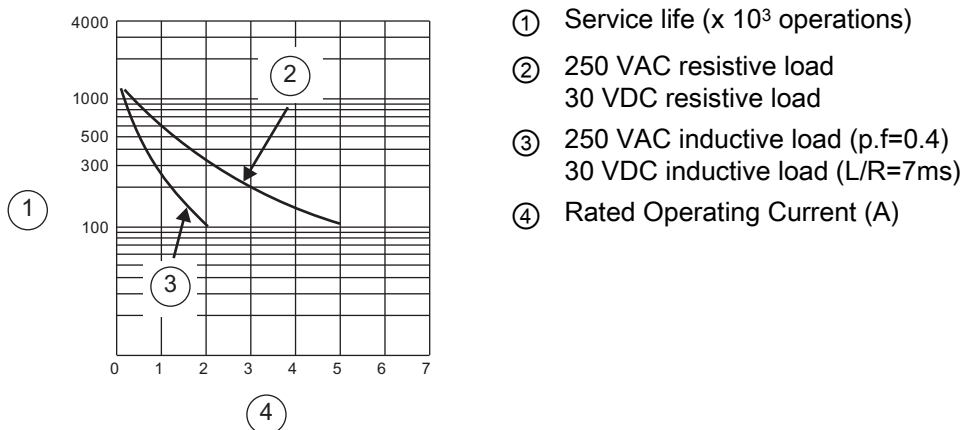 4000
1000
500
300
100
0 1 2 3 4 5 6 7
①
②
③
④
① Service life (x 10³ operations)
② 250 VAC resistive load
30 VDC resistive load
③ 250 VAC inductive load (p.f=0.4)
30 VDC inductive load (L/R=7ms)
④ Rated Operating Current (A)